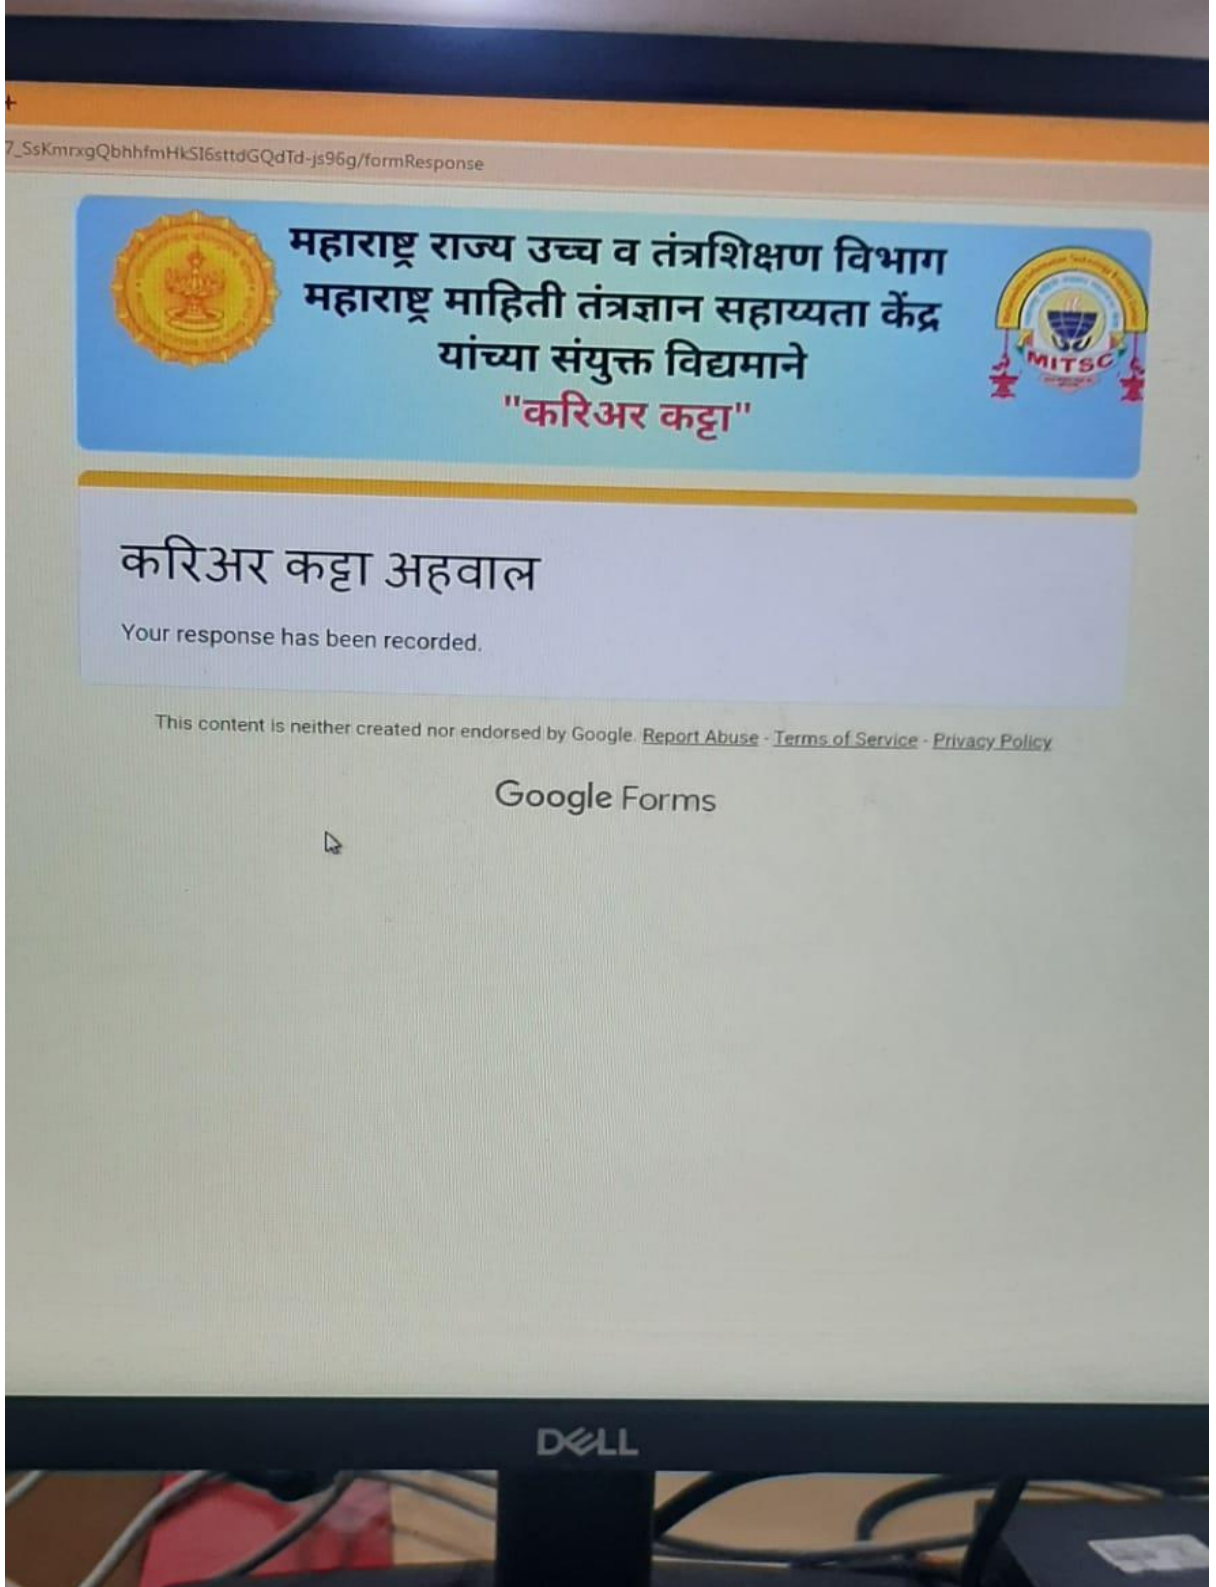 +
7_SsKmrxgQbhhfmHkSI6sttdGQdTd-js96g/formResponse
महाराष्ट्र राज्य उच्च व तंत्रशिक्षण विभाग
महाराष्ट्र माहिती तंत्रज्ञान सहाय्यता केंद्र
यांच्या संयुक्त विद्यमाने
"करिअर कट्टा"
MITSC
करिअर कट्टा अहवाल
Your response has been recorded.
This content is neither created nor endorsed by Google. Report Abuse - Terms of Service - Privacy Policy
Google Forms
DELL